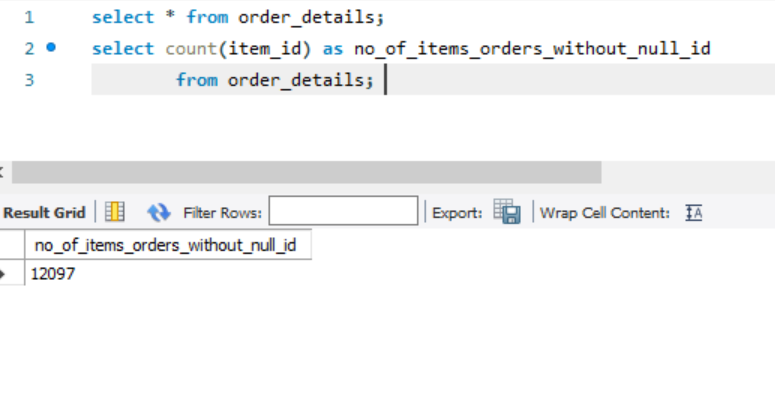 1 select * from order_details;
2 select count(item_id) as no_of_items_orders_without_null_id
3 from order_details;
Result Grid Filter Rows: Export: Wrap Cell Content: IA
no_of_items_orders_without_null_id
12097